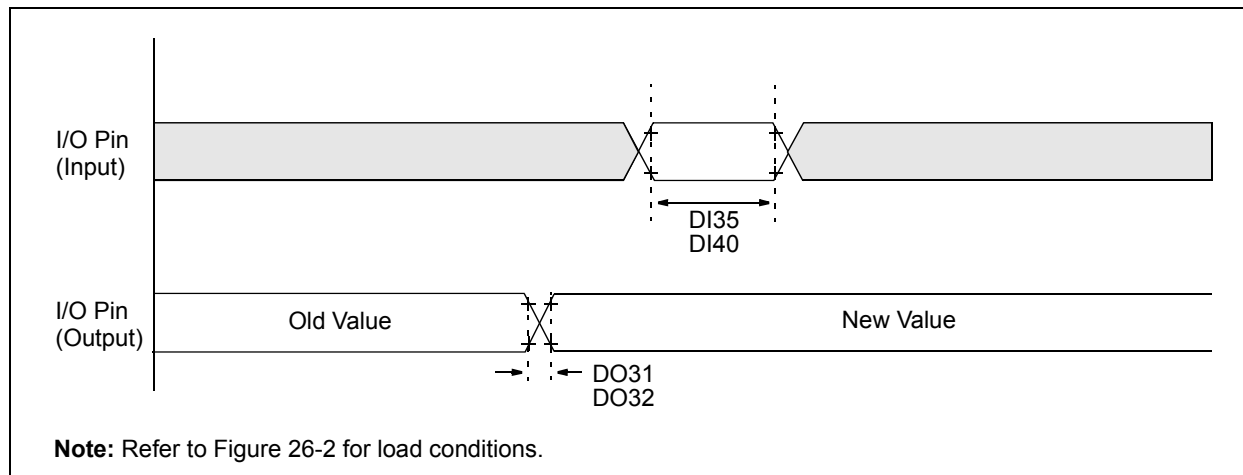 I/O Pin
(Input)
DI35
DI40
I/O Pin
(Output)
Old Value
New Value
DO31
DO32
Note: Refer to Figure 26-2 for load conditions.